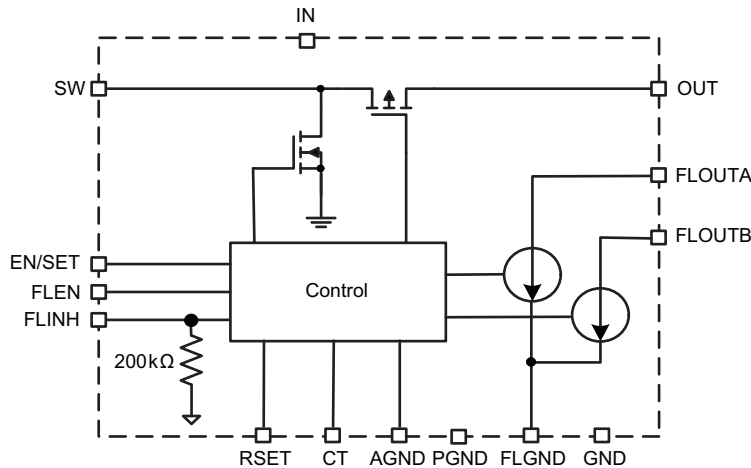 IN
SW
OUT
FLOUTA
FLOUTB
EN/SET
FLEN
FLINH
Control
200kΩ
RSET CT AGND PGND FLGND GND